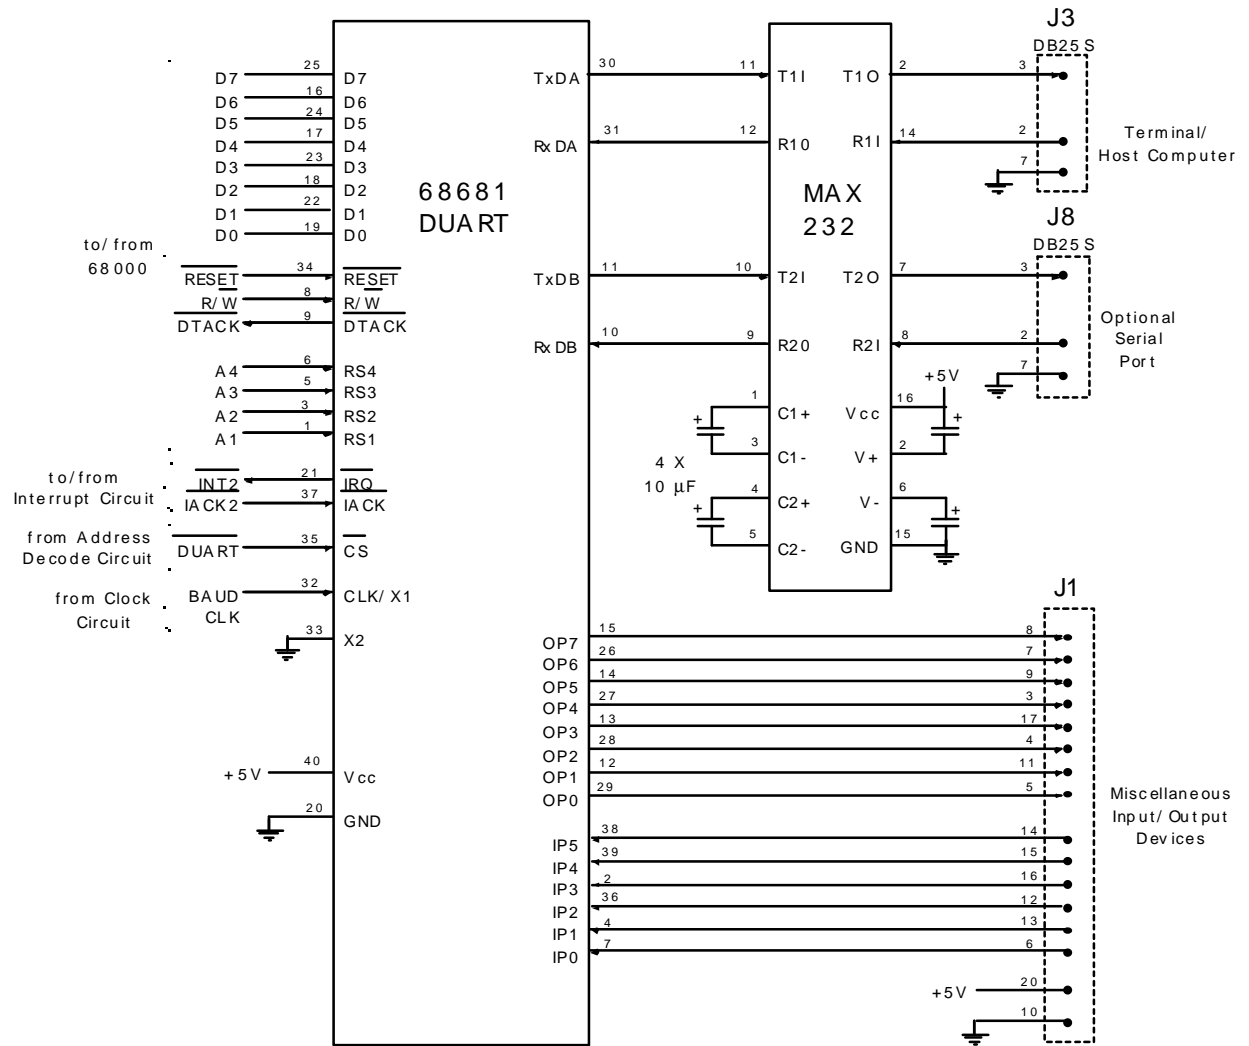 J3
DB25S
25 D7 D7 TxDA 30 11 T1I T1O 2 3
16 D6 D6
24 D5 D5
17 D4 D4 RxDA 31 12 R10 R1I 14 2
Terminal/
Host Computer
23 D3 D3
7
18 D2 D2
22 D1 D1
19 D0 D0
68681
DUART
MAX
232
J8
DB25S
to/from
68000
34 RESET RESET TxDB 11 10 T2I T2O 7 3
8 R/W R/W
9 DTACK DTACK
RxDB 10 9 R20 R2I 8 2
Optional
Serial
Port
7
+5V
6 A4 RS4
5 A3 RS3
3 A2 RS2
1 A1 RS1
1 C1+ Vcc 16
+ +
3 C1- V+ 2
4 X
10 µF
4 C2+ V- 6
+ +
5 C2- GND 15
to/from
Interrupt Circuit
21 INT2 IRQ
37 IACK2 IACK
from Address
Decode Circuit
35 DUART CS
from Clock
Circuit
32 BAUD
CLK
CLK/X1
33 X2
J1
OP7 15 8
OP6 26 7
OP5 14 9
OP4 27 3
OP3 13 17
OP2 28 4
OP1 12 11
OP0 29 5
+5V 40 Vcc
20 GND
Miscellaneous
Input/Output
Devices
IP5 38 14
IP4 39 15
IP3 2 16
IP2 36 12
IP1 4 13
IP0 7 6
+5V 20
10